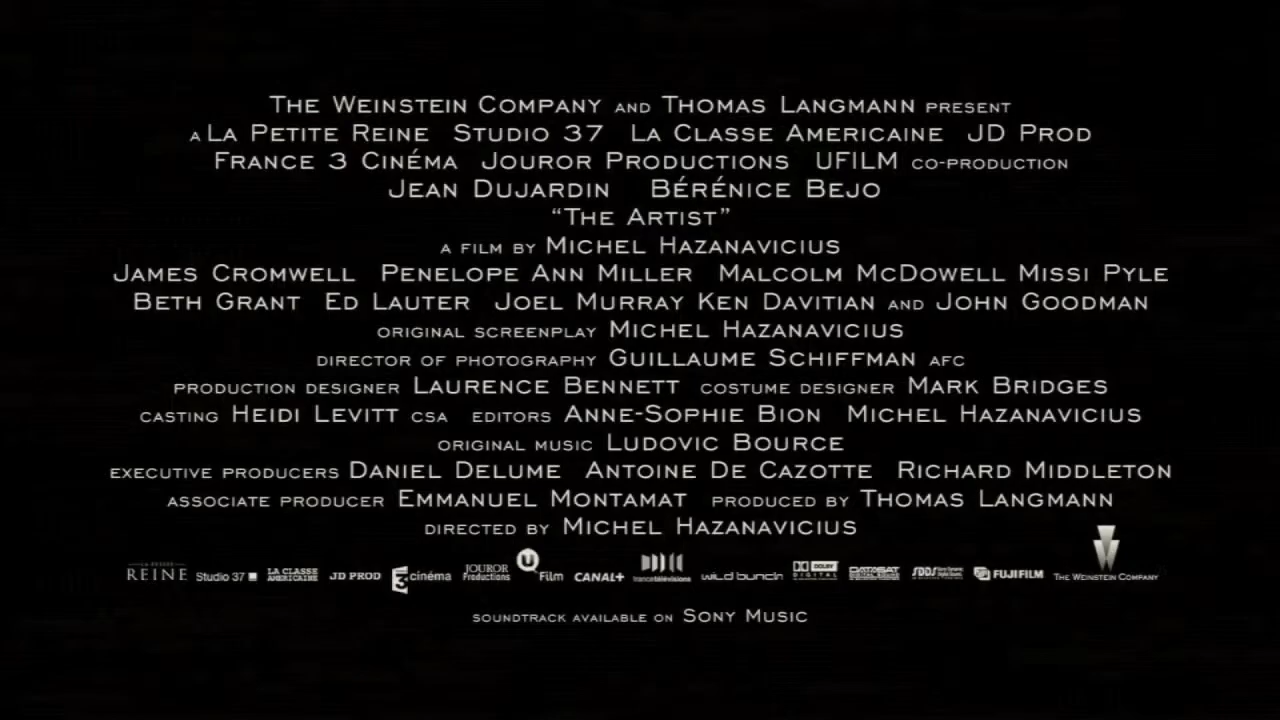 The Weinstein Company and Thomas Langmann present
a La Petite Reine Studio 37 La Classe Americaine JD Prod
France 3 Cinéma Jouror Productions UFILM co-production
Jean Dujardin Bérénice Bejo
“The Artist”
a film by Michel Hazanavicius
James Cromwell Penelope Ann Miller Malcolm McDowell Missi Pyle
Beth Grant Ed Lauter Joel Murray Ken Davitian and John Goodman
original screenplay Michel Hazanavicius
director of photography Guillaume Schiffman afc
production designer Laurence Bennett costume designer Mark Bridges
casting Heidi Levitt csa editors Anne-Sophie Bion Michel Hazanavicius
original music Ludovic Bource
executive producers Daniel Delume Antoine De Cazotte Richard Middleton
associate producer Emmanuel Montamat produced by Thomas Langmann
directed by Michel Hazanavicius
REINE Studio 37 LA CLASSE AMERICAINE JD PROD 3 cinéma JOUROR Productions U Film CANAL+ francetélévisions wild bunch DOLBY DIGITAL DATASAT SDDS FUJIFILM The Weinstein Company
soundtrack available on Sony Music